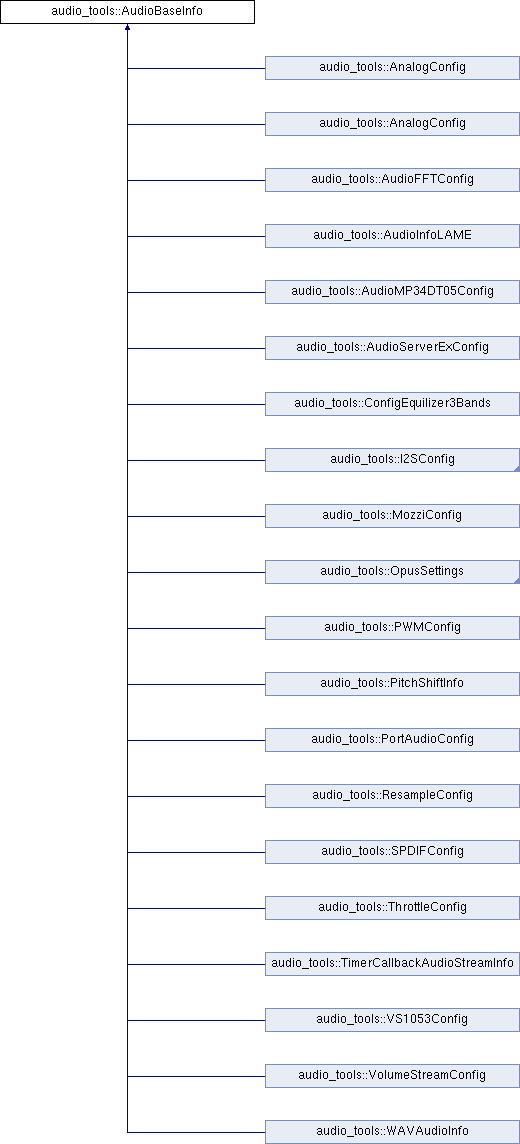 audio_tools::AudioBaseInfo
audio_tools::AnalogConfig
audio_tools::AnalogConfig
audio_tools::AudioFFTConfig
audio_tools::AudioInfoLAME
audio_tools::AudioMP34DT05Config
audio_tools::AudioServerExConfig
audio_tools::ConfigEquilizer3Bands
audio_tools::I2SConfig
audio_tools::MozziConfig
audio_tools::OpusSettings
audio_tools::PWMConfig
audio_tools::PitchShiftInfo
audio_tools::PortAudioConfig
audio_tools::ResampleConfig
audio_tools::SPDIFConfig
audio_tools::ThrottleConfig
audio_tools::TimerCallbackAudioStreamInfo
audio_tools::VS1053Config
audio_tools::VolumeStreamConfig
audio_tools::WAVAudioInfo